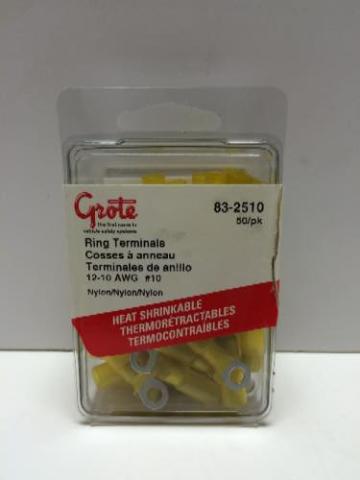 Grote
the first name in
vehicle safety systems
83-2510
50/pk
Ring Terminals
Cosses à anneau
Terminales de anillo
12-10 AWG #10
Nylon/Nylon/Nylon
HEAT SHRINKABLE
THERMORÉTRACTABLES
TERMOCONTRAIBLES